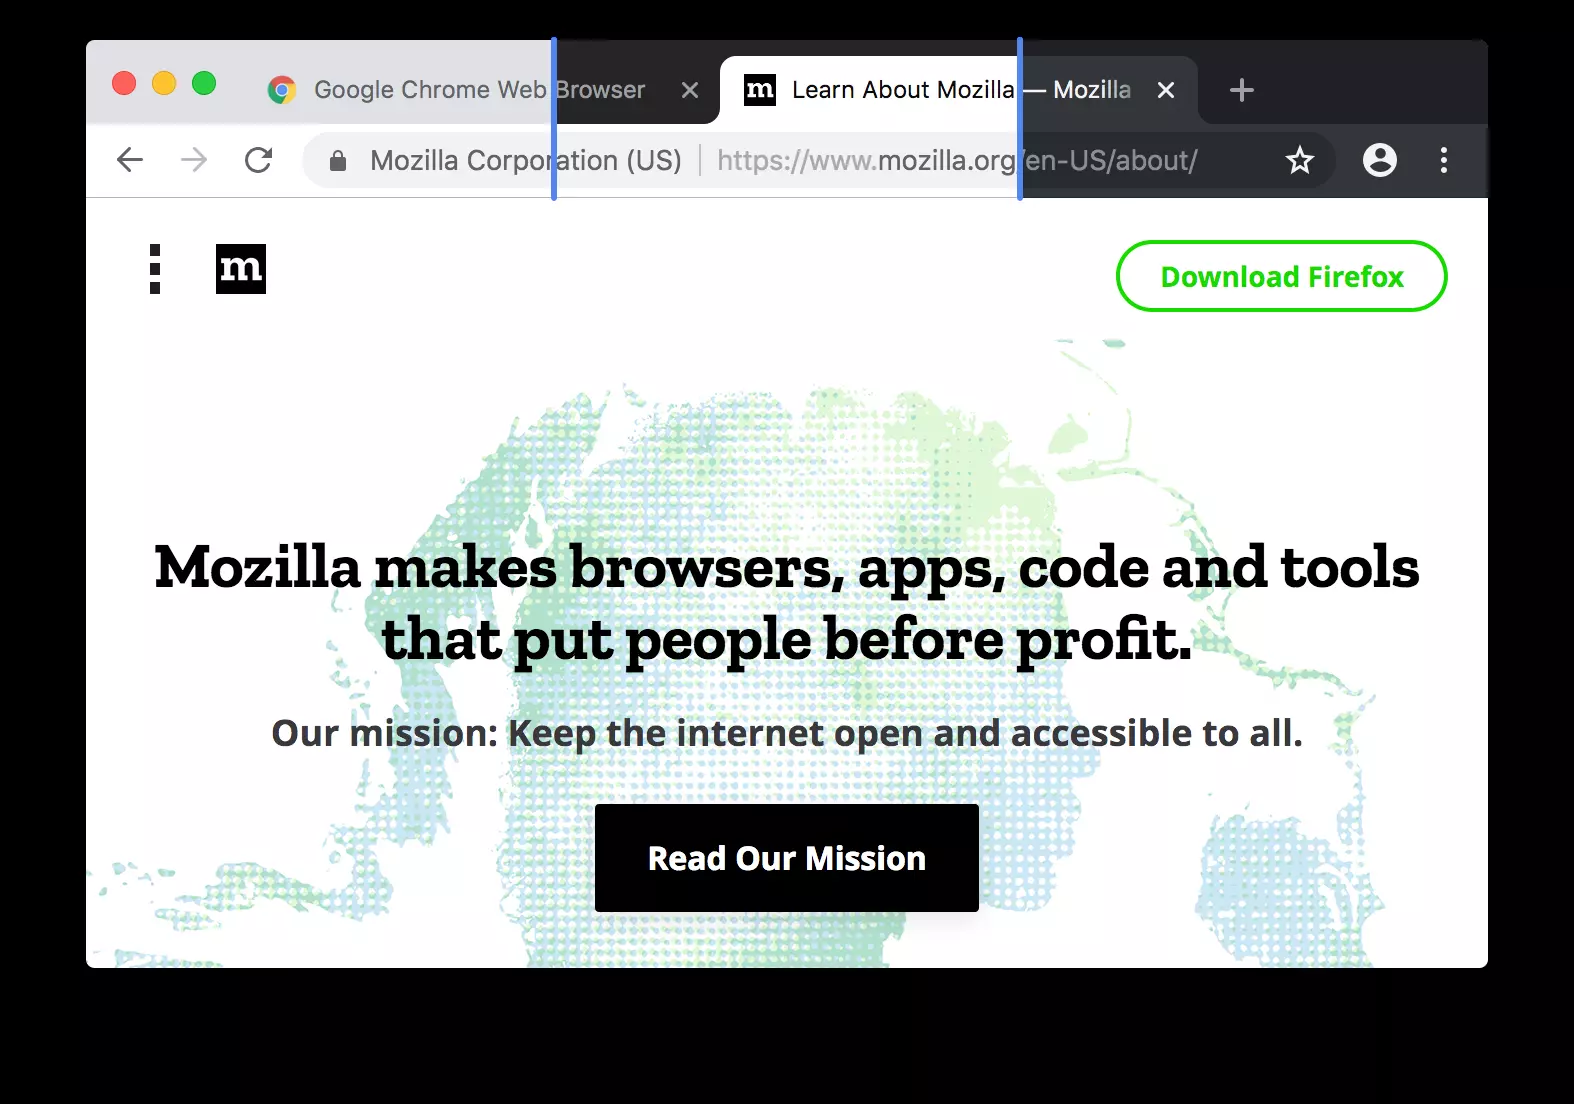 Google Chrome Web Browser
m Learn About Mozilla — Mozilla
Mozilla Corporation (US) https://www.mozilla.org/en-US/about/
m
Download Firefox
Mozilla makes browsers, apps, code and tools
that put people before profit.
Our mission: Keep the internet open and accessible to all.
Read Our Mission